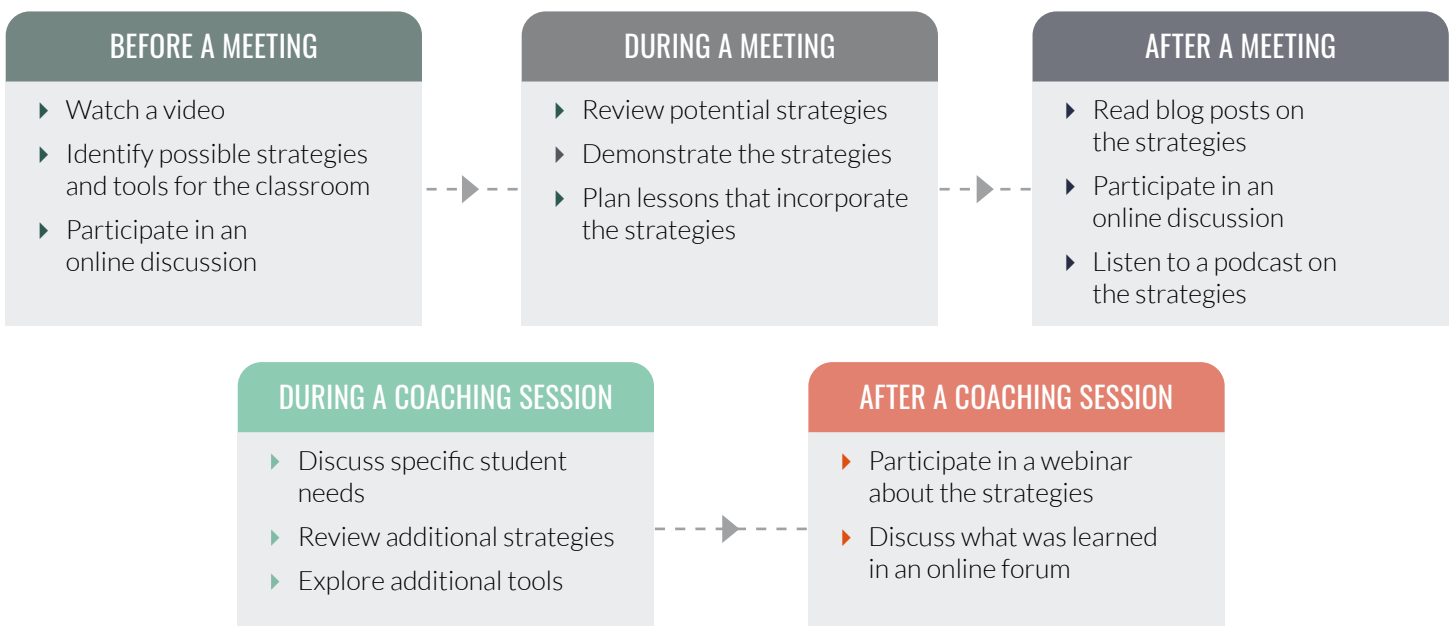 BEFORE A MEETING
Watch a video
Identify possible strategies
and tools for the classroom
Participate in an
online discussion
DURING A MEETING
Review potential strategies
Demonstrate the strategies
Plan lessons that incorporate
the strategies
AFTER A MEETING
Read blog posts on
the strategies
Participate in an
online discussion
Listen to a podcast on
the strategies
DURING A COACHING SESSION
Discuss specific student
needs
Review additional strategies
Explore additional tools
AFTER A COACHING SESSION
Participate in a webinar
about the strategies
Discuss what was learned
in an online forum